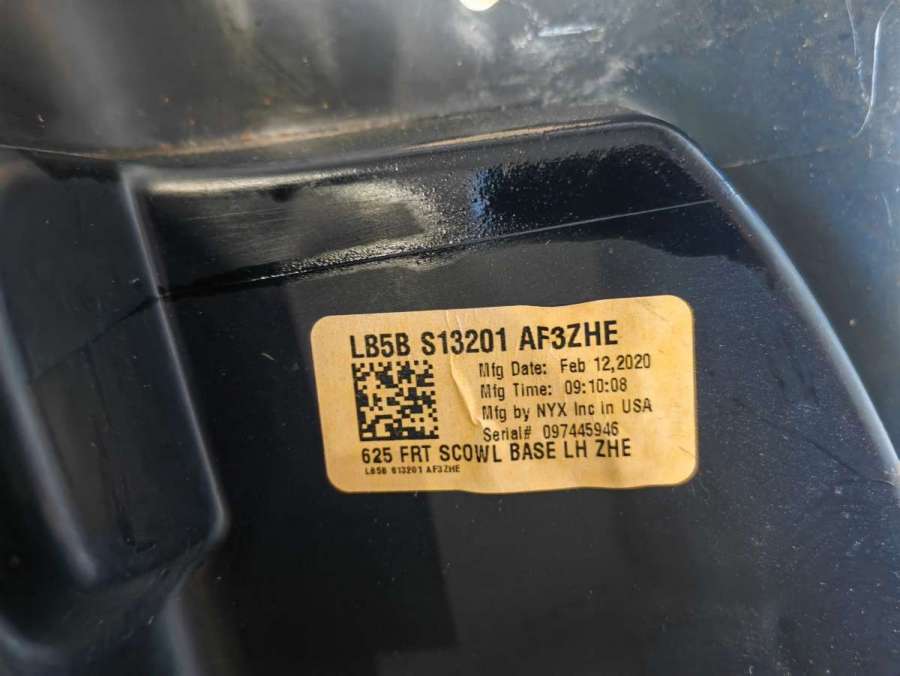 LB5B S13201 AF3ZHE
Mfg Date: Feb 12,2020
Mfg Time: 09:10:08
Mfg by NYX Inc in USA
Serial# 097445946
625 FRT SCOWL BASE LH ZHE
LB5B S13201 AF3ZHE